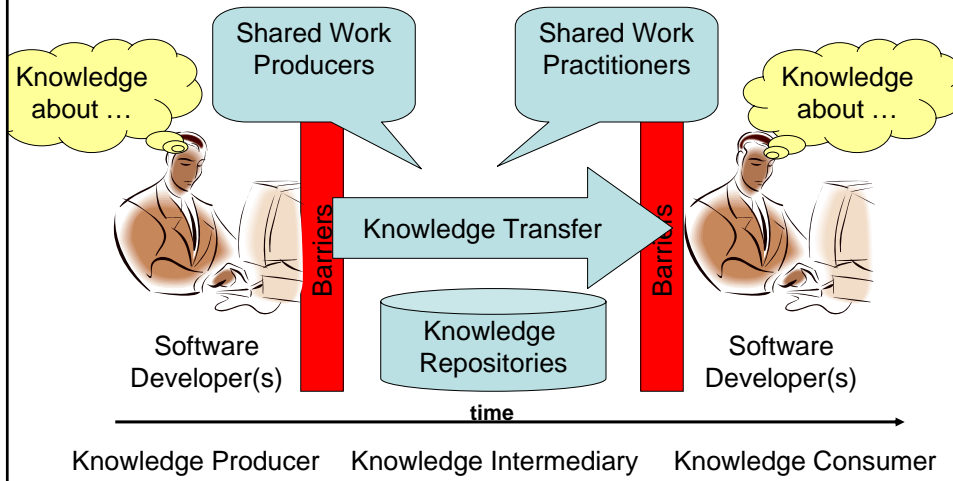 Shared Work
Producers
Shared Work
Practitioners
Knowledge
about …
Knowledge
about …
Barriers
Knowledge Transfer
Barriers
Knowledge
Repositories
Software
Developer(s)
Software
Developer(s)
time
Knowledge Producer
Knowledge Intermediary
Knowledge Consumer